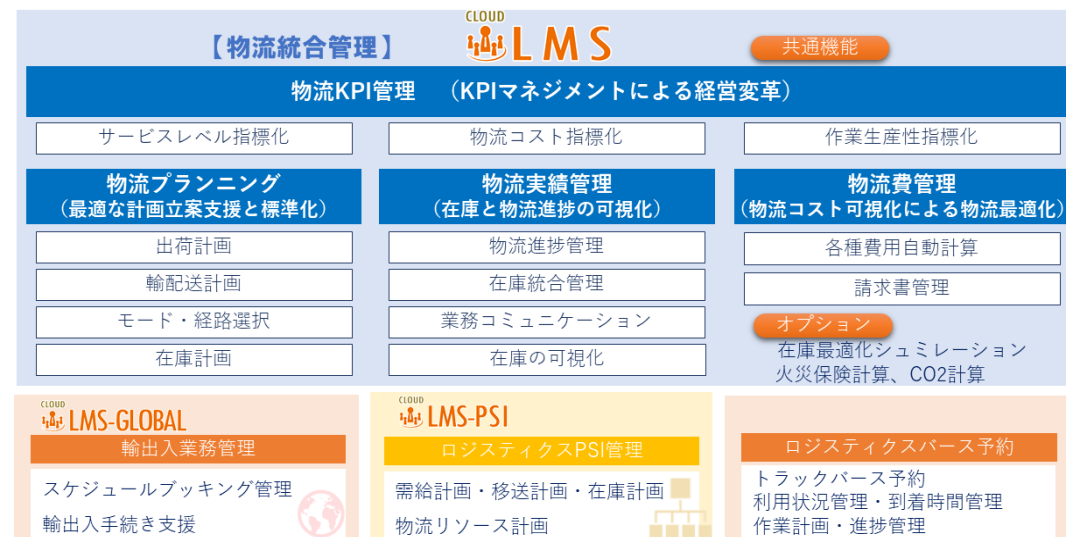 CLOUD
【物流統合管理】 LMS 共通機能
物流KPI管理 （KPIマネジメントによる経営変革）
サービスレベル指標化 物流コスト指標化 作業生産性指標化
物流プランニング
（最適な計画立案支援と標準化）
出荷計画
輸配送計画
モード・経路選択
在庫計画
物流実績管理
（在庫と物流進捗の可視化）
物流進捗管理
在庫統合管理
業務コミュニケーション
在庫の可視化
物流費管理
（物流コスト可視化による物流最適化）
各種費用自動計算
請求書管理
オプション
在庫最適化シュミレーション
火災保険計算、CO2計算
CLOUD
LMS-GLOBAL
輸出入業務管理
スケジュールブッキング管理
輸出入手続き支援
CLOUD
LMS-PSI
ロジスティクスPSI管理
需給計画・移送計画・在庫計画
物流リソース計画
ロジスティクスバース予約
トラックバース予約
利用状況管理・到着時間管理
作業計画・進捗管理